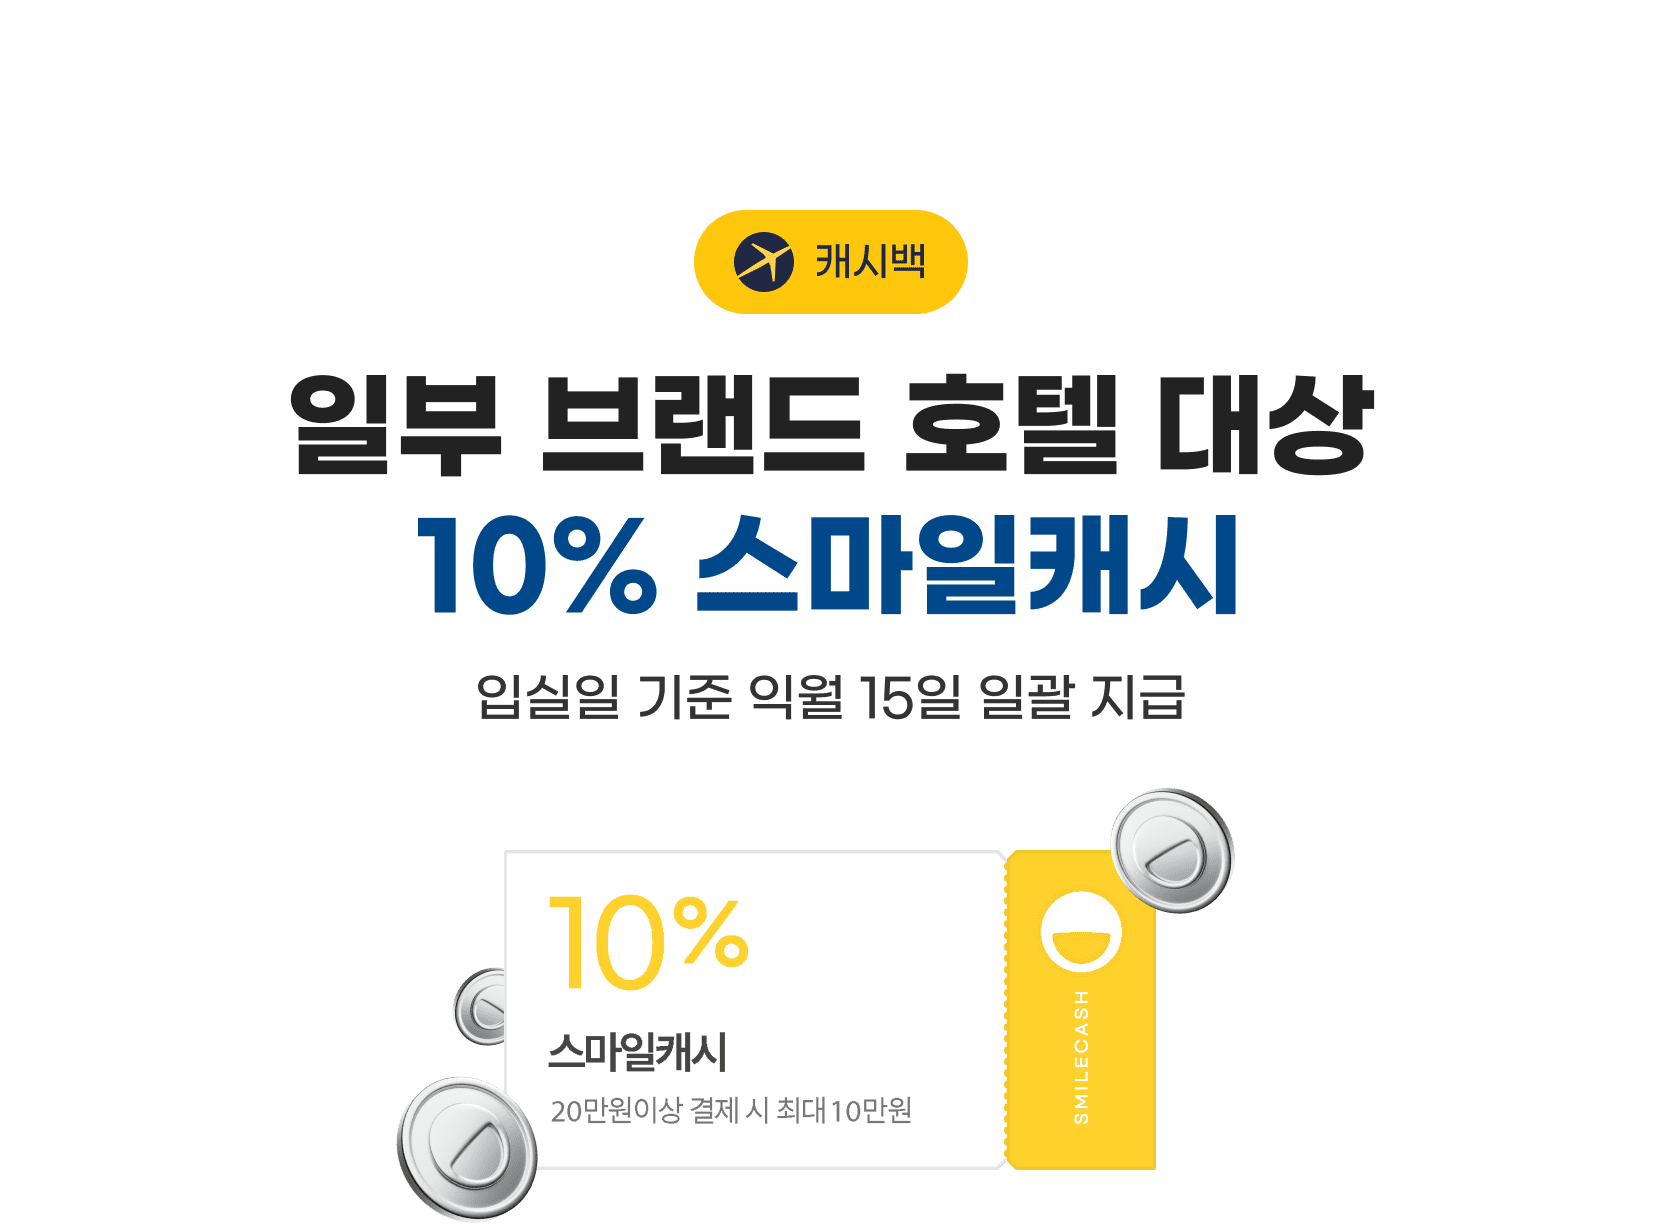 캐시백
일부 브랜드 호텔 대상
10% 스마일캐시
입실일 기준 익월 15일 일괄 지급
10%
스마일캐시
20만원이상 결제 시 최대 10만원
SMILECASH